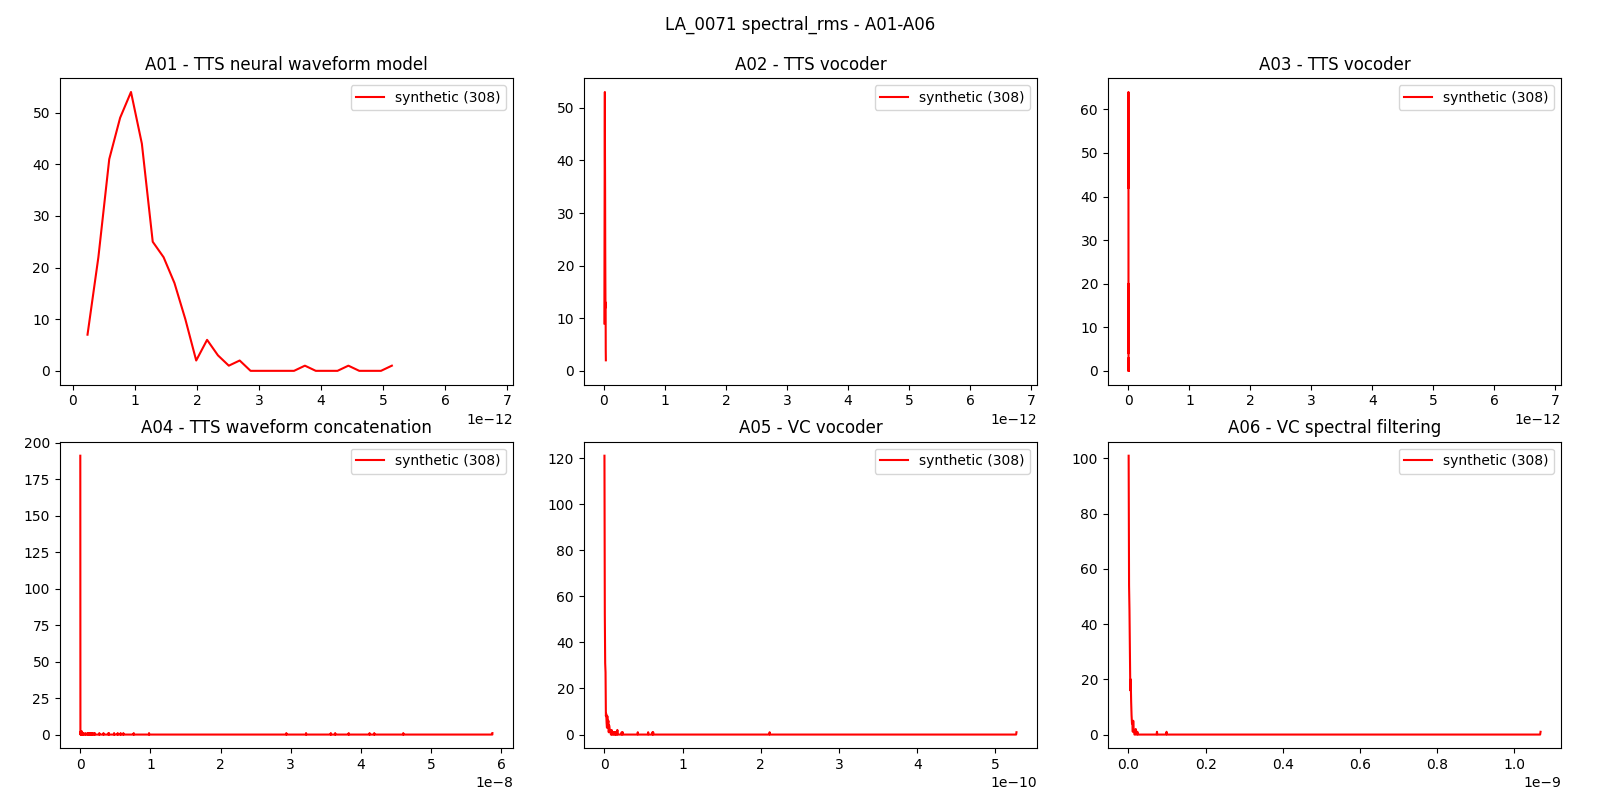 LA_0071 spectral_rms - A01-A06
A01 - TTS neural waveform model
synthetic (308)
50
40
30
20
10
0
0 1 2 3 4 5 6 7
1e−12
A02 - TTS vocoder
synthetic (308)
50
40
30
20
10
0
0 1 2 3 4 5 6 7
1e−12
A03 - TTS vocoder
synthetic (308)
60
50
40
30
20
10
0
0 1 2 3 4 5 6 7
1e−12
A04 - TTS waveform concatenation
synthetic (308)
200
175
150
125
100
75
50
25
0
0 1 2 3 4 5 6
1e−8
A05 - VC vocoder
synthetic (308)
120
100
80
60
40
20
0
0 1 2 3 4 5
1e−10
A06 - VC spectral filtering
synthetic (308)
100
80
60
40
20
0
0.0 0.2 0.4 0.6 0.8 1.0
1e−9